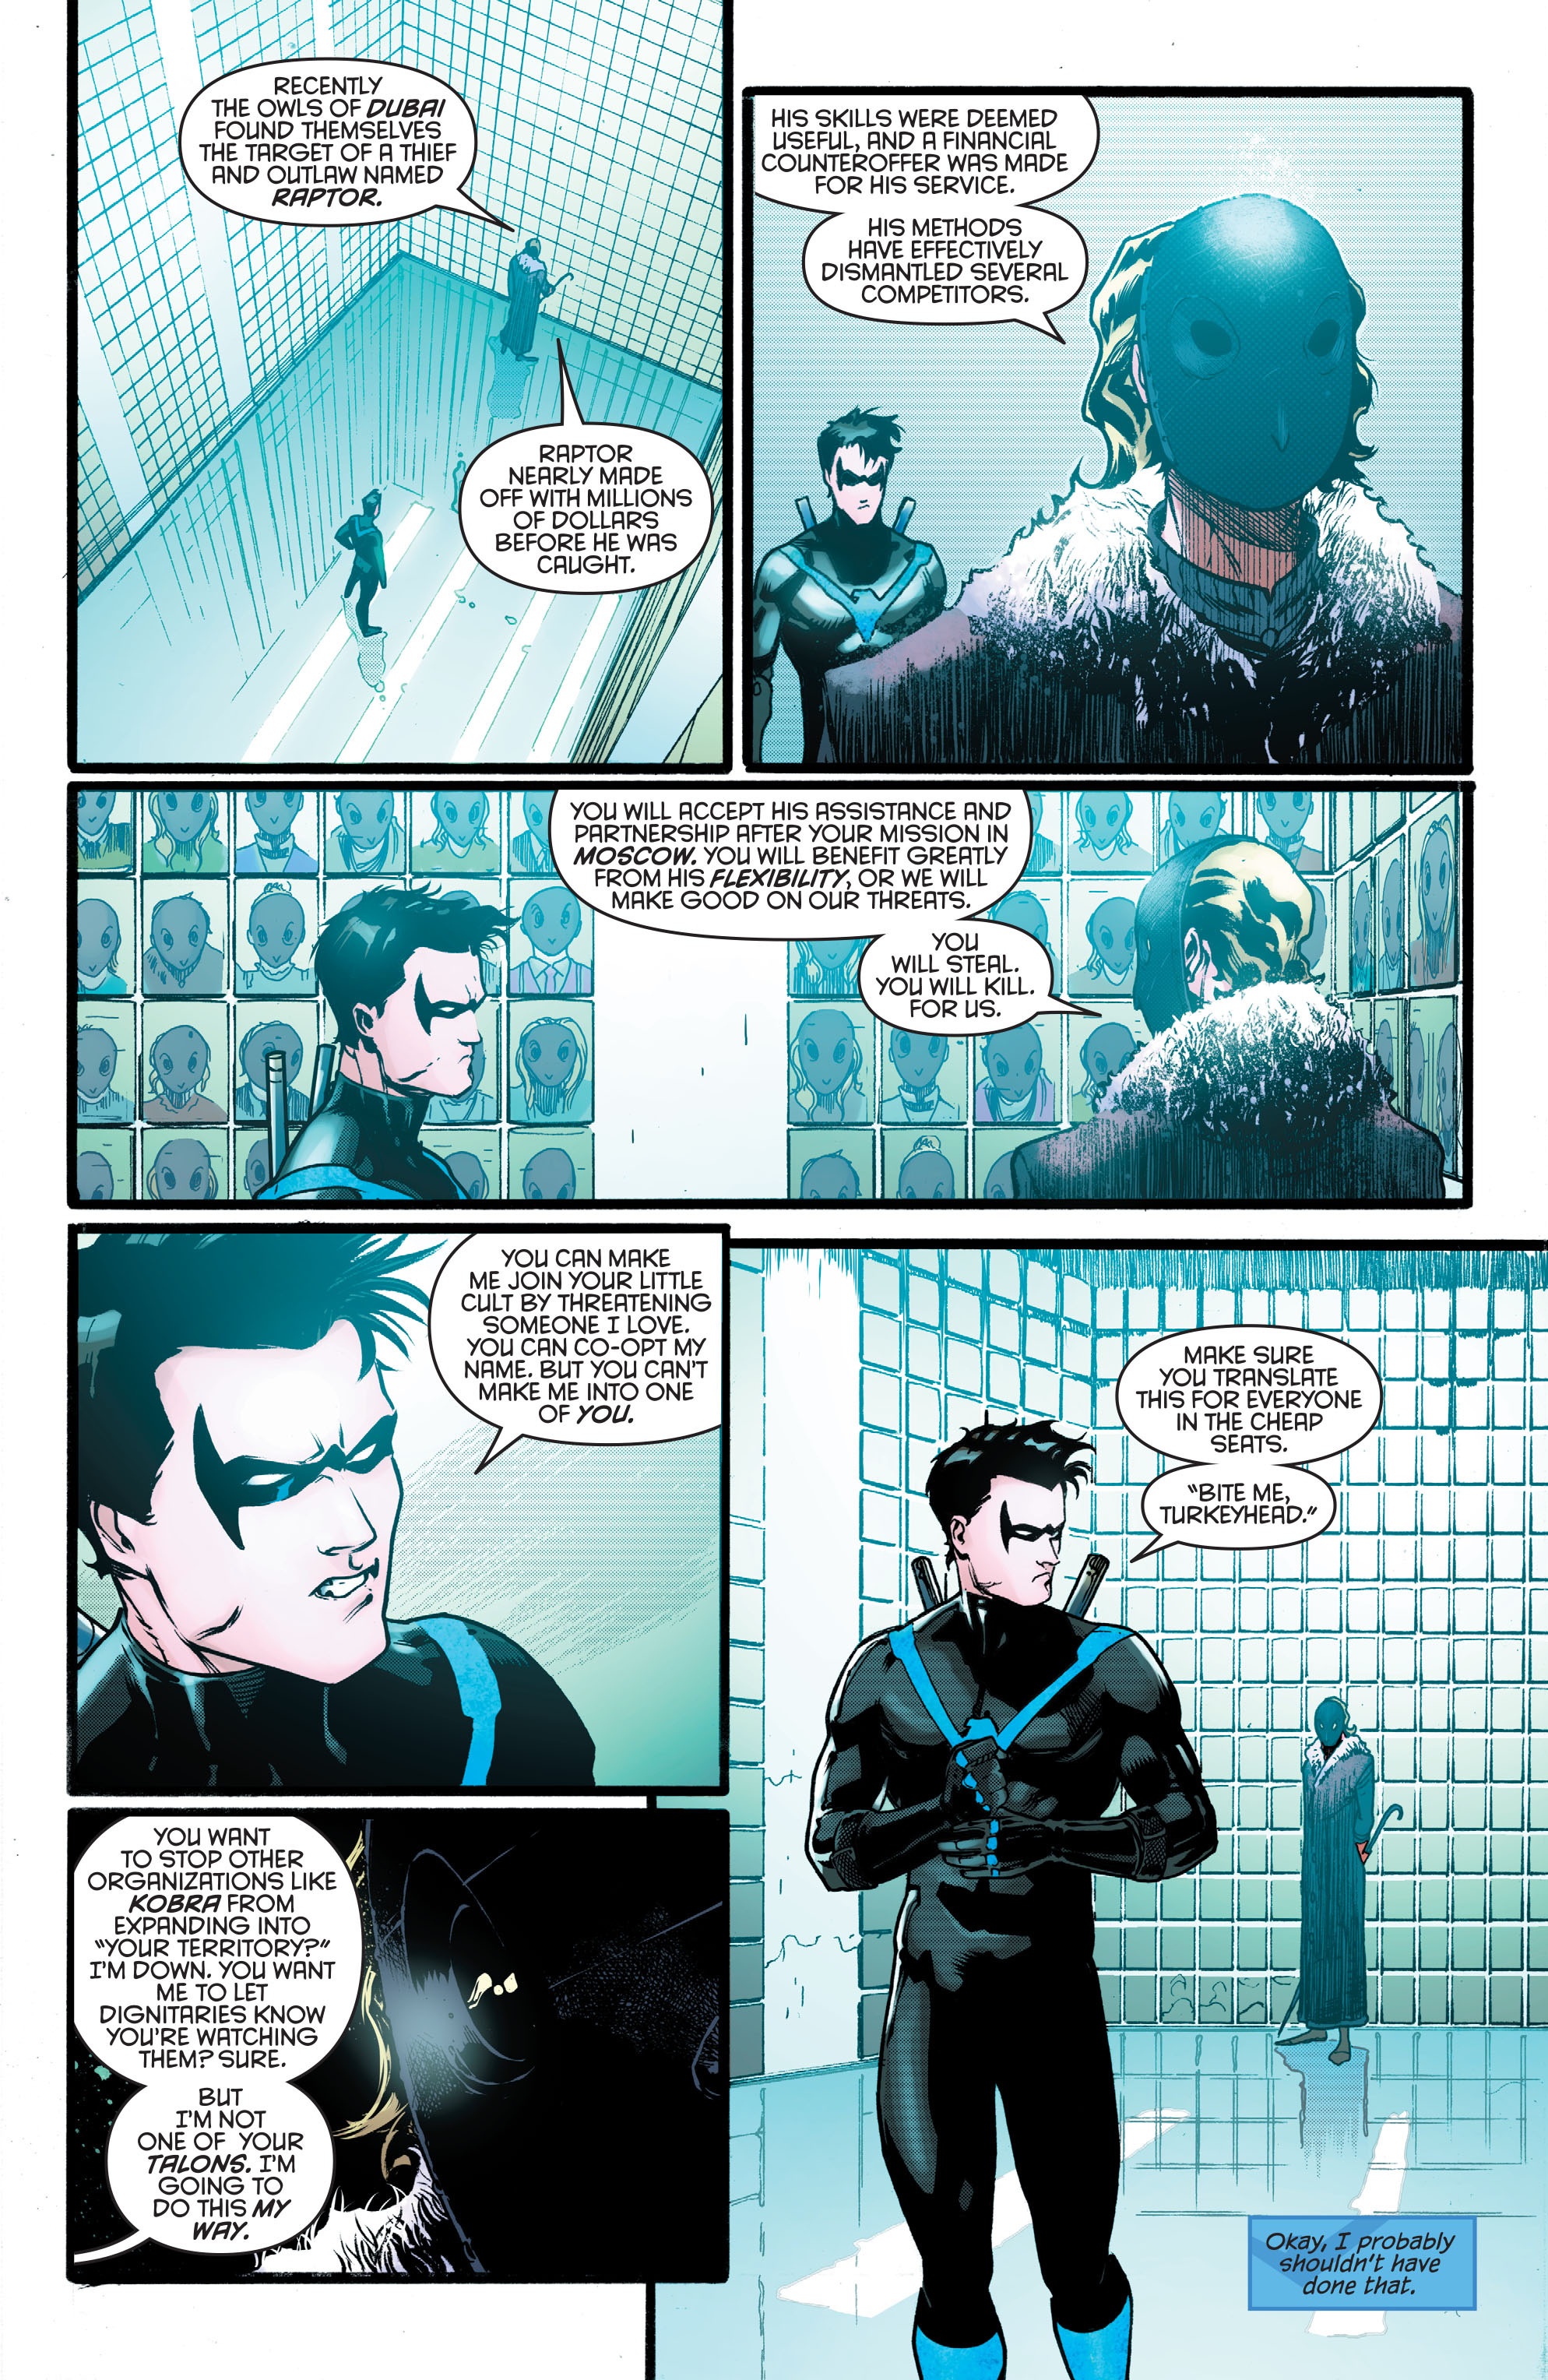 RECENTLY
THE OWLS OF DUBAI
FOUND THEMSELVES
THE TARGET OF A THIEF
AND OUTLAW NAMED
RAPTOR.
RAPTOR
NEARLY MADE
OFF WITH MILLIONS
OF DOLLARS
BEFORE HE WAS
CAUGHT.
HIS SKILLS WERE DEEMED
USEFUL, AND A FINANCIAL
COUNTEROFFER WAS MADE
FOR HIS SERVICE.
HIS METHODS
HAVE EFFECTIVELY
DISMANTLED SEVERAL
COMPETITORS.
YOU WILL ACCEPT HIS ASSISTANCE AND
PARTNERSHIP AFTER YOUR MISSION IN
MOSCOW. YOU WILL BENEFIT GREATLY
FROM HIS FLEXIBILITY, OR WE WILL
MAKE GOOD ON OUR THREATS.
YOU
WILL STEAL.
YOU WILL KILL.
FOR US.
YOU CAN MAKE
ME JOIN YOUR LITTLE
CULT BY THREATENING
SOMEONE I LOVE.
YOU CAN CO-OPT MY
NAME. BUT YOU CAN'T
MAKE ME INTO ONE
OF YOU.
YOU WANT
TO STOP OTHER
ORGANIZATIONS LIKE
KOBRA FROM
EXPANDING INTO
"YOUR TERRITORY?"
I'M DOWN. YOU WANT
ME TO LET
DIGNITARIES KNOW
YOU'RE WATCHING
THEM? SURE.
BUT
I'M NOT
ONE OF YOUR
TALONS. I'M
GOING TO
DO THIS MY
WAY.
MAKE SURE
YOU TRANSLATE
THIS FOR EVERYONE
IN THE CHEAP
SEATS.
"BITE ME,
TURKEYHEAD."
Okay, I probably
shouldn't have
done that.